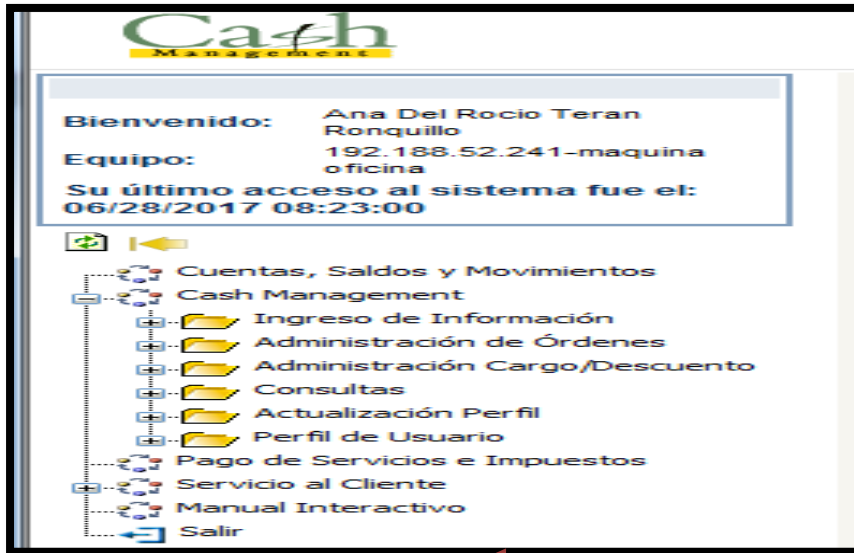 Cash
Management
Bienvenido: Ana Del Rocio Teran
Ronquillo
Equipo: 192.188.52.241-maquina
oficina
Su último acceso al sistema fue el:
06/28/2017 08:23:00
Cuentas, Saldos y Movimientos
Cash Management
Ingreso de Información
Administración de Órdenes
Administración Cargo/Descuento
Consultas
Actualización Perfil
Perfil de Usuario
Pago de Servicios e Impuestos
Servicio al Cliente
Manual Interactivo
Salir